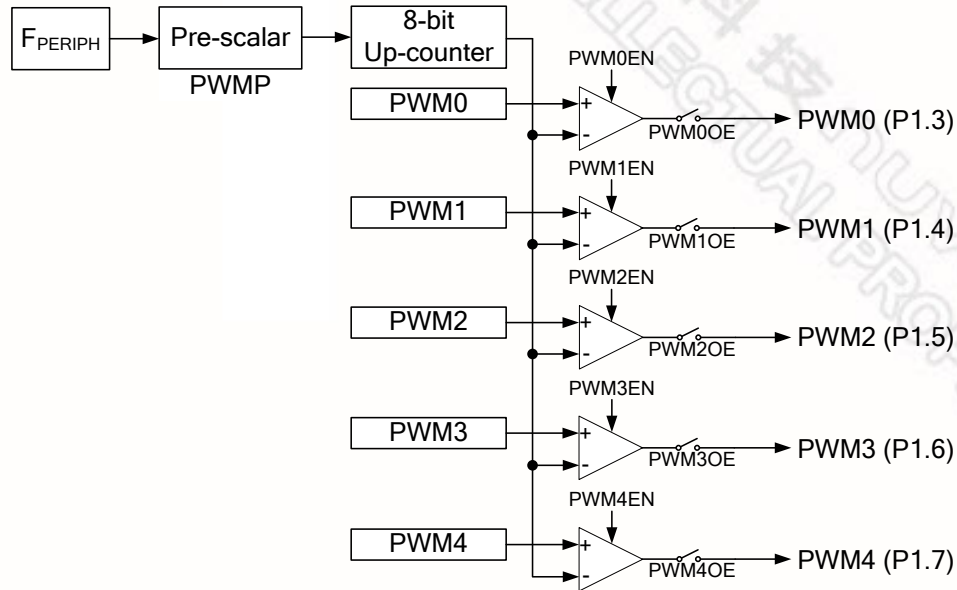 FPERIPH
Pre-scalar
PWMP
8-bit
Up-counter
PWM0
PWM0EN
+
-
PWM0OE
PWM0 (P1.3)
PWM1
PWM1EN
+
-
PWM1OE
PWM1 (P1.4)
PWM2
PWM2EN
+
-
PWM2OE
PWM2 (P1.5)
PWM3
PWM3EN
+
-
PWM3OE
PWM3 (P1.6)
PWM4
PWM4EN
+
-
PWM4OE
PWM4 (P1.7)